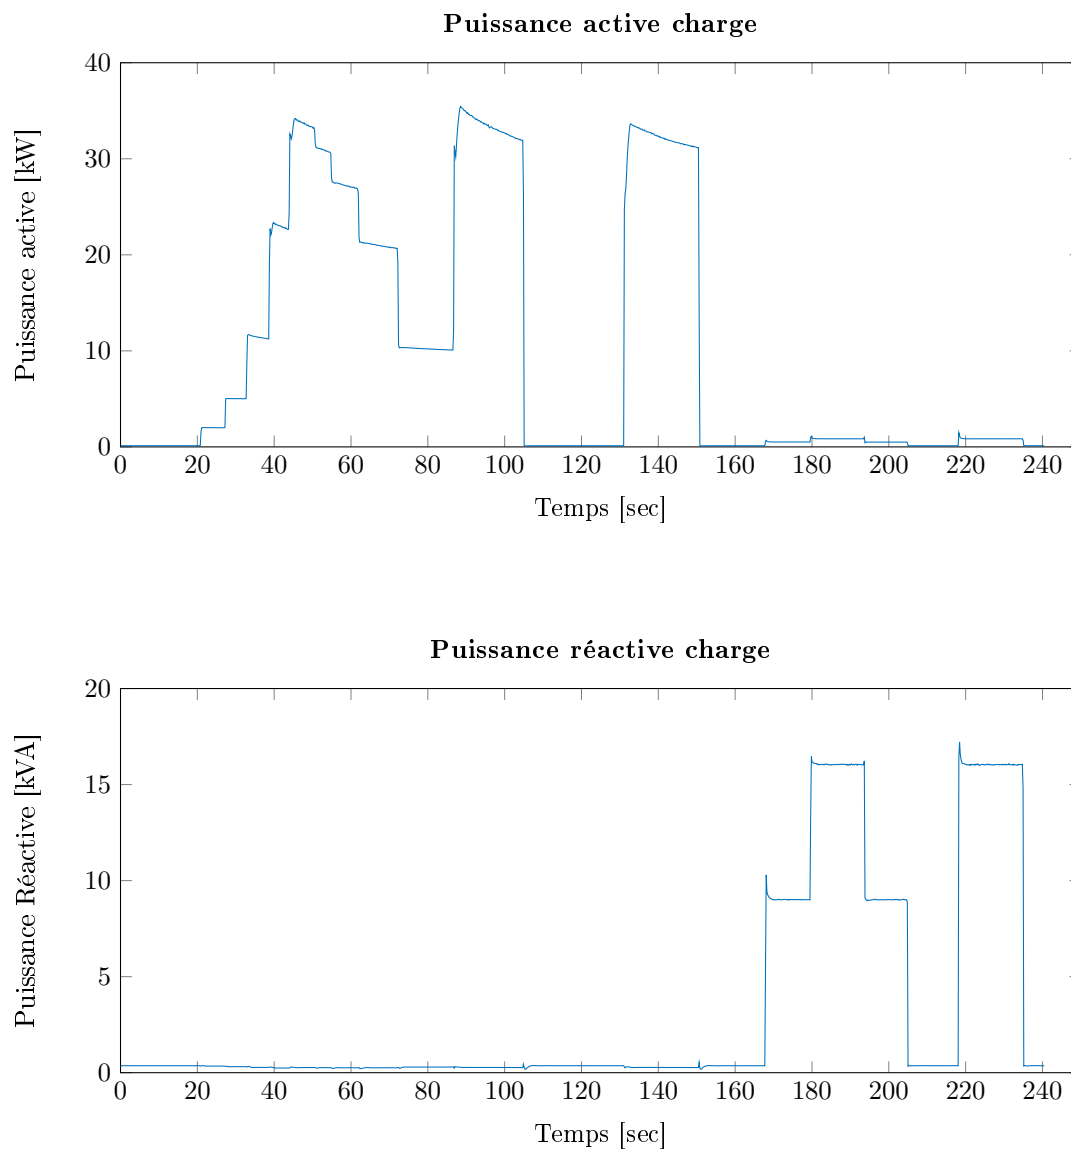 Puissance active charge
40
30
20
10
0
Puissance active [kW]
0 20 40 60 80 100 120 140 160 180 200 220 240
Temps [sec]
Puissance réactive charge
20
15
10
5
0
Puissance Réactive [kVA]
0 20 40 60 80 100 120 140 160 180 200 220 240
Temps [sec]